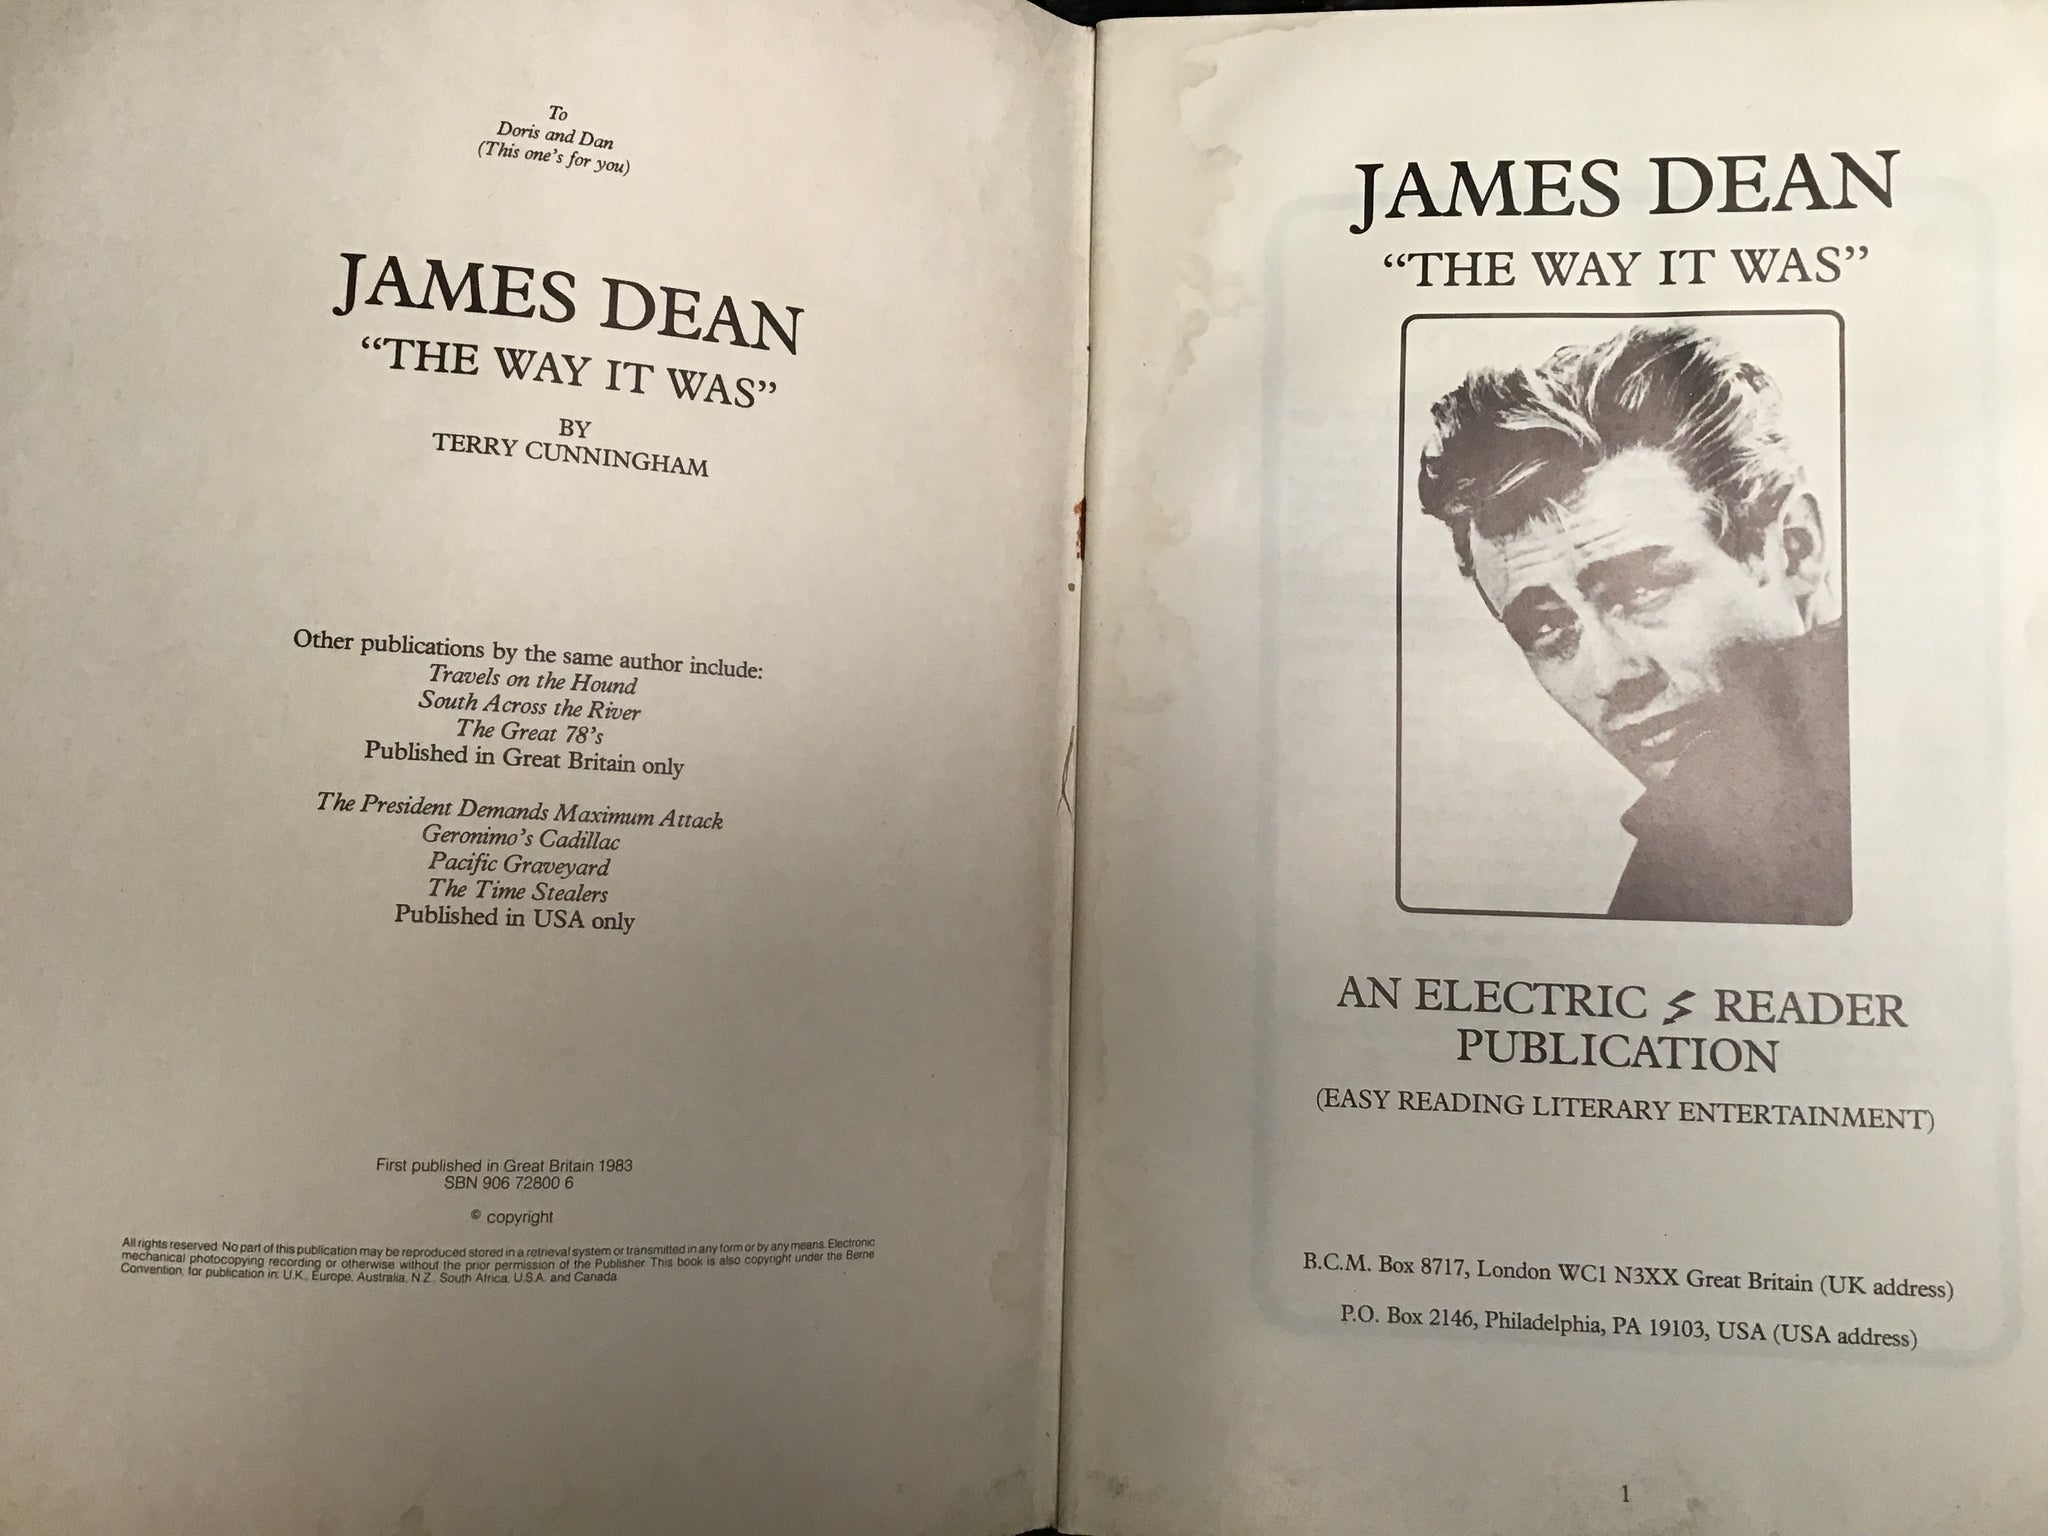 To
Doris and Dan
(This one's for you)
JAMES DEAN
“THE WAY IT WAS”
BY
TERRY CUNNINGHAM
Other publications by the same author include:
Travels on the Hound
South Across the River
The Great 78's
Published in Great Britain only
The President Demands Maximum Attack
Geronimo's Cadillac
Pacific Graveyard
The Time Stealers
Published in USA only
First published in Great Britain 1983
SBN 906 72800 6
© copyright
All rights reserved. No part of this publication may be reproduced stored in a retrieval system or transmitted in any form or by any means. Electronic
mechanical photocopying recording or otherwise without the prior permission of the Publisher. This book is also copyright under the Berne
Convention, for publication in: U.K., Europe, Australia, N.Z., South Africa, U.S.A. and Canada.
JAMES DEAN
“THE WAY IT WAS”
AN ELECTRIC READER
PUBLICATION
(EASY READING LITERARY ENTERTAINMENT)
B.C.M. Box 8717, London WC1 N3XX Great Britain (UK address)
P.O. Box 2146, Philadelphia, PA 19103, USA (USA address)
1